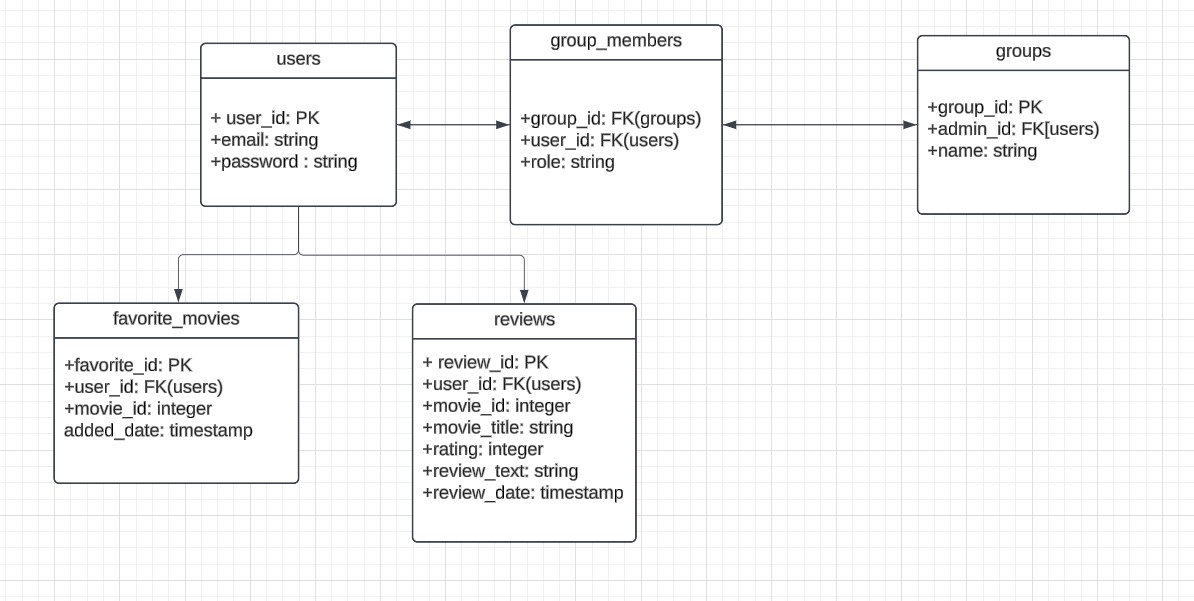 users
+ user_id: PK
+email: string
+password : string
group_members
+group_id: FK(groups)
+user_id: FK(users)
+role: string
groups
+group_id: PK
+admin_id: FK[users)
+name: string
favorite_movies
+favorite_id: PK
+user_id: FK(users)
+movie_id: integer
added_date: timestamp
reviews
+ review_id: PK
+user_id: FK(users)
+movie_id: integer
+movie_title: string
+rating: integer
+review_text: string
+review_date: timestamp